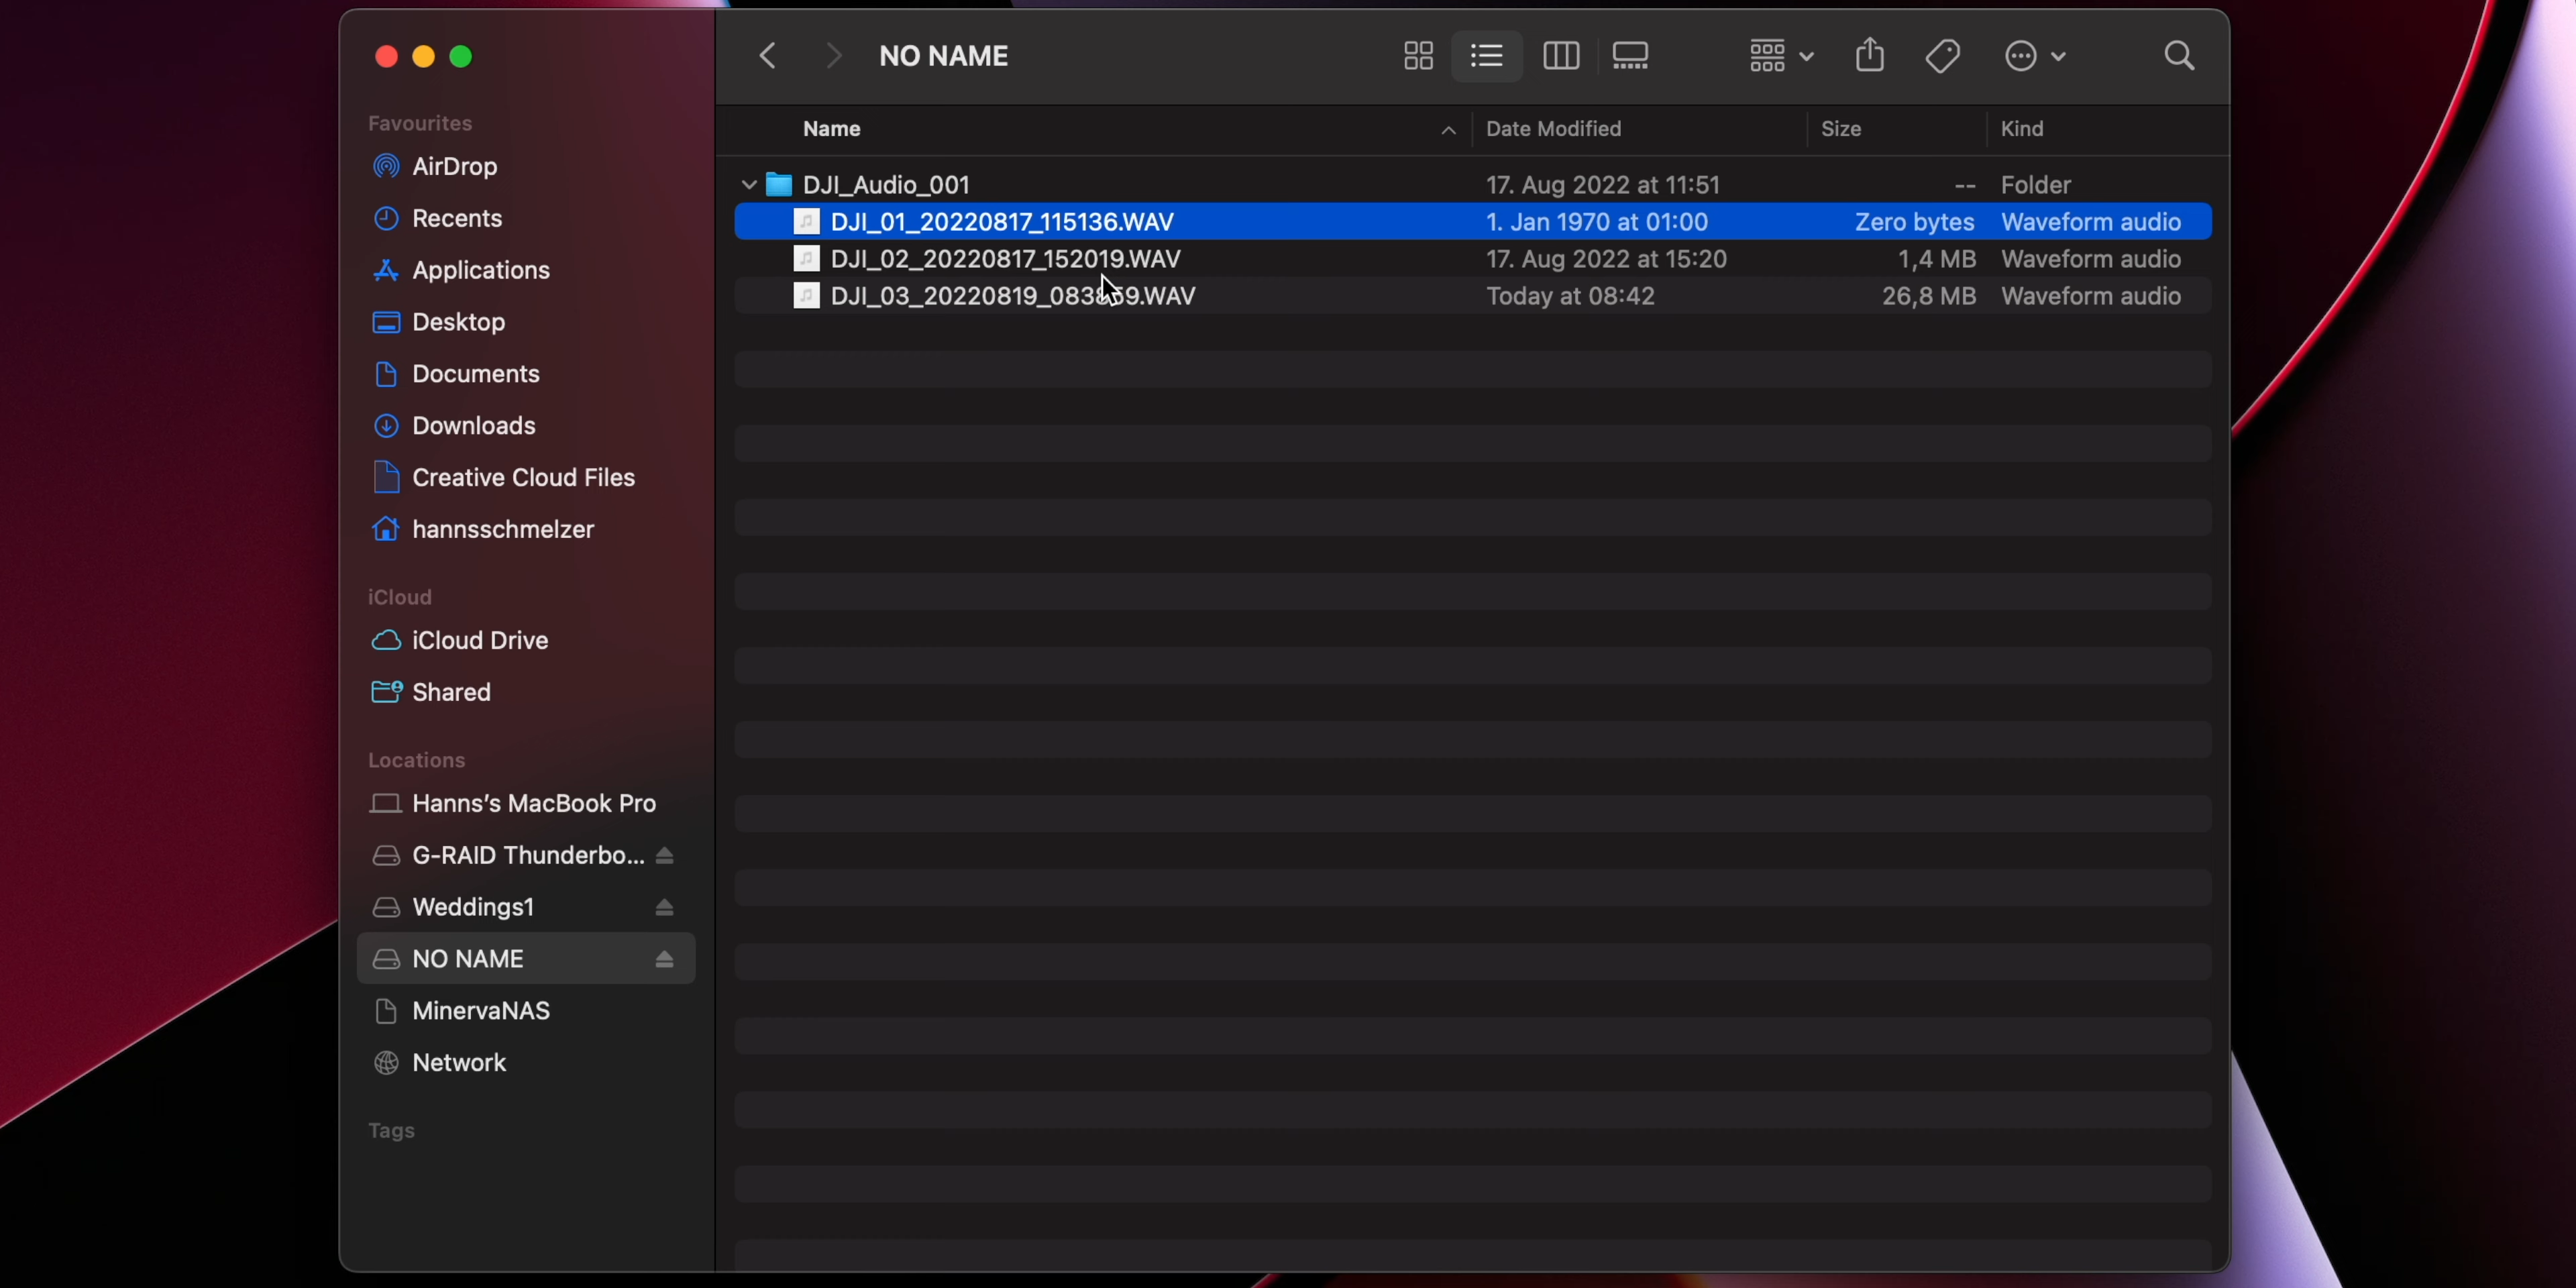 NO NAME
Favourites
AirDrop
Recents
Applications
Desktop
Documents
Downloads
Creative Cloud Files
hannsschmelzer
iCloud
iCloud Drive
Shared
Locations
Hanns's MacBook Pro
G-RAID Thunderbo...
Weddings1
NO NAME
MinervaNAS
Network
Tags
Name Date Modified Size Kind
DJI_Audio_001 17. Aug 2022 at 11:51 -- Folder
DJI_01_20220817_115136.WAV 1. Jan 1970 at 01:00 Zero bytes Waveform audio
DJI_02_20220817_152019.WAV 17. Aug 2022 at 15:20 1,4 MB Waveform audio
Today at 08:42 26,8 MB Waveform audio